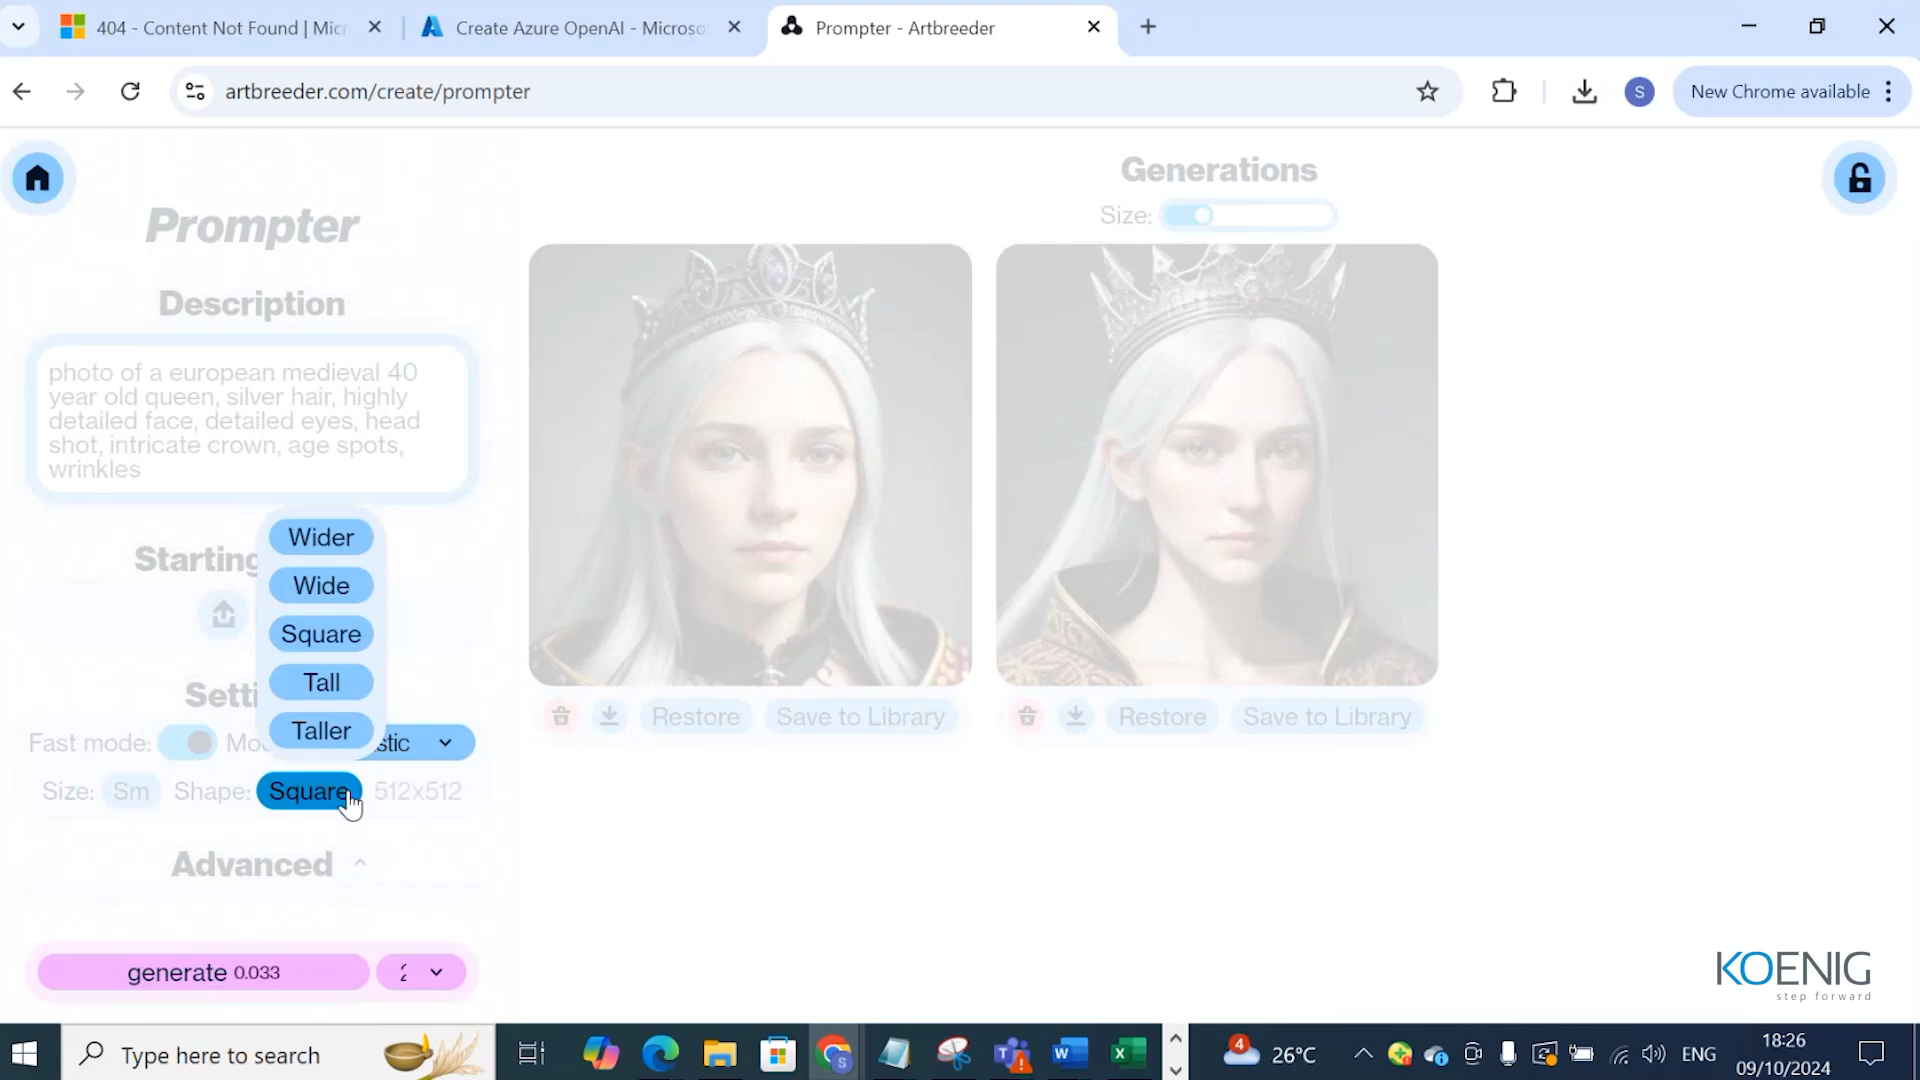 404 - Content Not Found | Micr
Create Azure OpenAI - Microso
Prompter - Artbreeder
artbreeder.com/create/prompter
S
New Chrome available
Prompter
Description
photo of a european medieval 40
year old queen, silver hair, highly
detailed face, detailed eyes, head
shot, intricate crown, age spots,
wrinkles
Starting
Wider
Wide
Square
Tall
Taller
Fast mode:
Size: Sm Shape: Square 512x512
Advanced
generate 0.033
Generations
Size:
Restore Save to Library
Restore Save to Library
KOENIG
step forward
Type here to search
4
26°C
ENG
18:26
09/10/2024